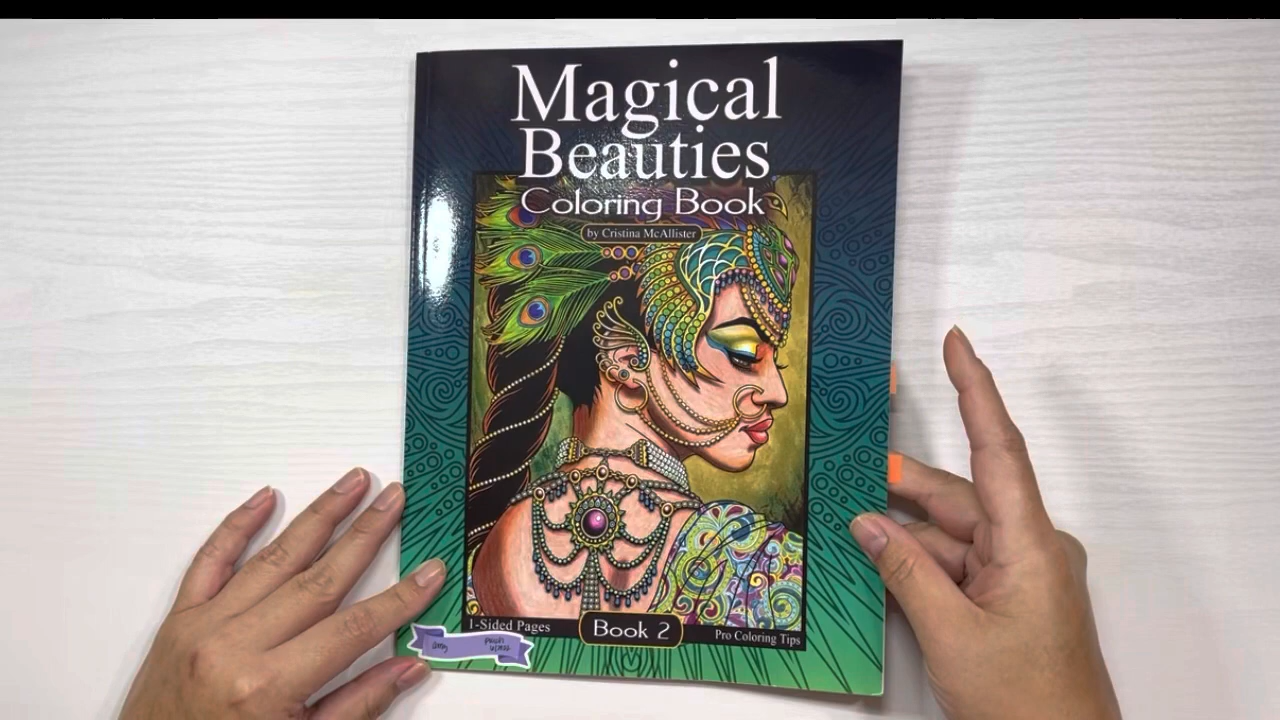 Magical
Beauties
Coloring Book
by Cristina McAllister
1-Sided Pages
Book 2
Pro Coloring Tips